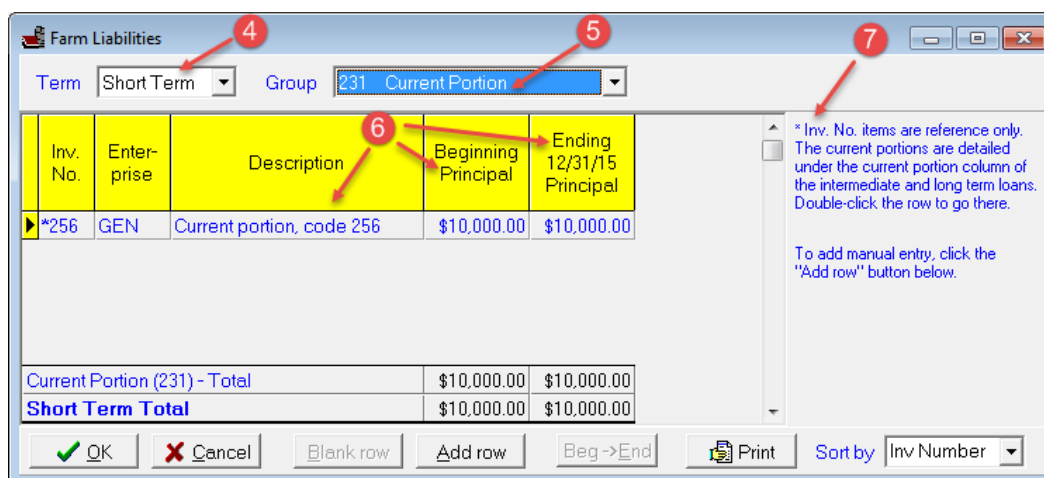 Farm Liabilities
4
5
7
Term Short Term Group 231 Current Portion
6
Inv. No. Enter-prise Description Beginning Principal Ending 12/31/15 Principal
*256 GEN Current portion, code 256 $10,000.00 $10,000.00
Current Portion (231) - Total $10,000.00 $10,000.00
Short Term Total $10,000.00 $10,000.00
* Inv. No. items are reference only.
The current portions are detailed
under the current portion column of
the intermediate and long term loans.
Double-click the row to go there.
To add manual entry, click the
"Add row" button below.
OK Cancel Blank row Add row Beg->End Print Sort by Inv Number